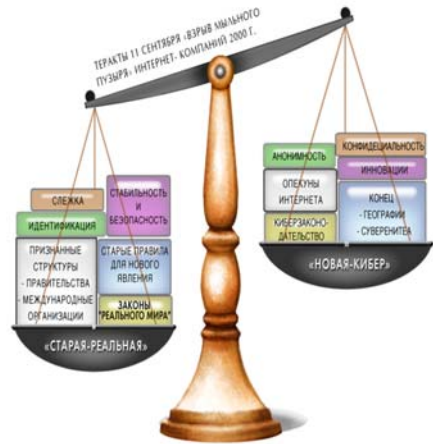 ТЕРАКТЫ 11 СЕНТЯБРЯ «ВЗРЫВ МЫЛЬНОГО
ПУЗЫРЯ» ИНТЕРНЕТ- КОМПАНИЙ 2000 Г.
СЛЕЖКА
ИДЕНТИФИКАЦИЯ
ПРИЗНАННЫЕ
СТРУКТУРЫ
- ПРАВИТЕЛЬСТВА
- МЕЖДУНАРОДНЫЕ
ОРГАНИЗАЦИИ
СТАБИЛЬНОСТЬ
И
БЕЗОПАСНОСТЬ
СТАРЫЕ ПРАВИЛА
ДЛЯ НОВОГО
ЯВЛЕНИЯ
ЗАКОНЫ
"РЕАЛЬНОГО МИРА"
«СТАРАЯ-РЕАЛЬНАЯ»
АНОНИМНОСТЬ
ОПЕКУНЫ
ИНТЕРНЕТА
КИБЕРЗАКОНО-
ДАТЕЛЬСТВО
КОНФИДЕЦИАЛЬНОСТЬ
ИННОВАЦИИ
КОНЕЦ
- ГЕОГРАФИИ
- СУВЕРЕНИТЕА
«НОВАЯ-КИБЕР»